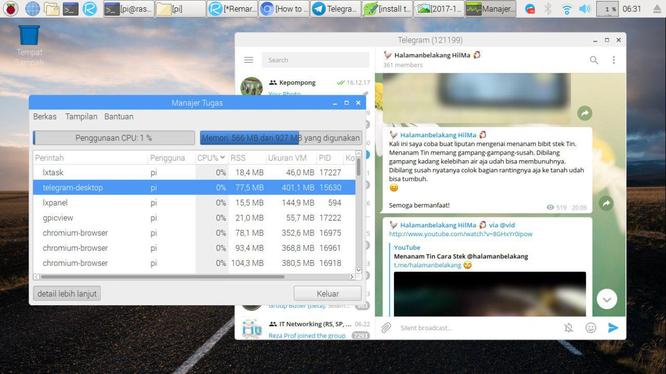 [pi@ras...
[pi]
[*Remar...
[How to ...
Telegra...
[install t...
[2017-1...
Manajer...
1 %
06:31
Tempat
Telegram (121199)
Search
Kepompong
16.12.17
Your Photo
Halamanbelakang HilMa
361 members
Halamanbelakang HilMa
Kali ini saya coba buat liputan mengenai menanam bibit stek Tin.
Menanam Tin memang gampang-gampang-susah. Dibilang
gampang kadang kelebihan air aja udah bisa membunuhnya.
Dibilang susah nyatanya colok bagian rantingnya aja ke tanah udah
bisa tumbuh.
Semoga bermanfaat!
519 20:09
Halamanbelakang HilMa via @vid
http://www.youtube.com/watch?v=8GHxYr0Ipow
YouTube
Menanam Tin Cara Stek @halamanbelakang
t.me/halamanbelakang
Silent broadcast...
IT Networking (RS, SP, ...
06:22
Reza Prof joined the group
7293
Manajer Tugas
Berkas Tampilan Bantuan
Penggunaan CPU: 1 %
Memori: 566 MB dari 927 MB yang digunakan
Perintah Pengguna CPU% RSS Ukuran VM PID Ko
lxtask pi 0% 18,4 MB 46,0 MB 17227
telegram-desktop pi 0% 77,5 MB 401,1 MB 15630
lxpanel pi 0% 15,5 MB 144,9 MB 594
gpicview pi 0% 21,0 MB 55,7 MB 17222
chromium-browser pi 0% 78,1 MB 352,6 MB 16975
chromium-browser pi 0% 93,4 MB 368,8 MB 16961
chromium-browser pi 0% 104,3 MB 380,5 MB 16918
detail lebih lanjut
Keluar